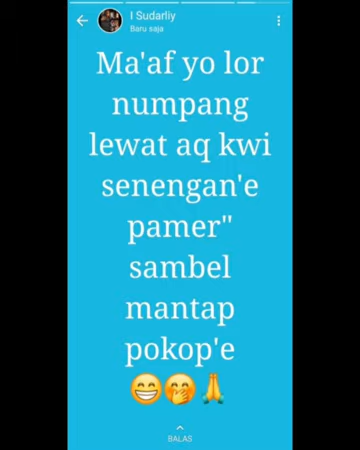 I Sudarliy
Baru saja
Ma'af yo lor
numpang
lewat aq kwi
senengan'e
pamer"
sambel
mantap
pokop'e
😁🤭🙏
BALAS